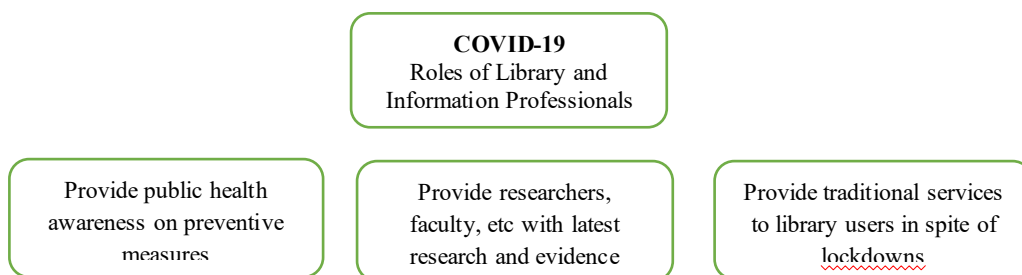 COVID-19
Roles of Library and
Information Professionals
Provide public health
awareness on preventive
measures
Provide researchers,
faculty, etc with latest
research and evidence
Provide traditional services
to library users in spite of
lockdowns